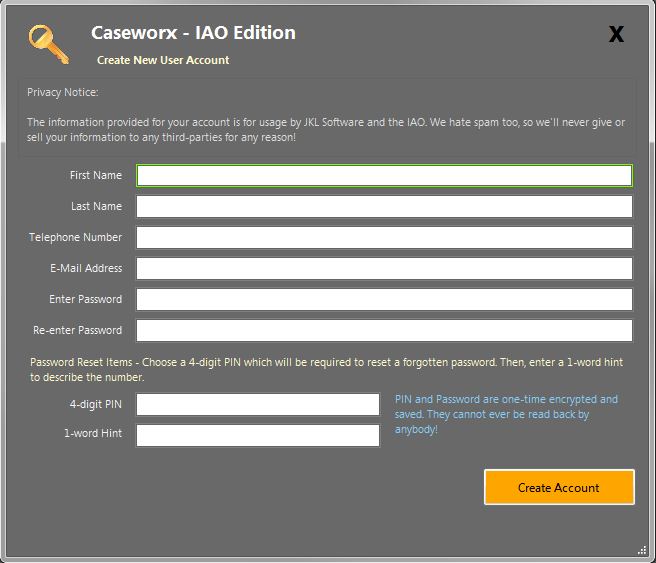 Caseworx - IAO Edition
X
Create New User Account
Privacy Notice:
The information provided for your account is for usage by JKL Software and the IAO. We hate spam too, so we'll never give or
sell your information to any third-parties for any reason!
First Name
Last Name
Telephone Number
E-Mail Address
Enter Password
Re-enter Password
Password Reset Items - Choose a 4-digit PIN which will be required to reset a forgotten password. Then, enter a 1-word hint
to describe the number.
4-digit PIN
1-word Hint
PIN and Password are one-time encrypted and
saved. They cannot ever be read back by
anybody!
Create Account